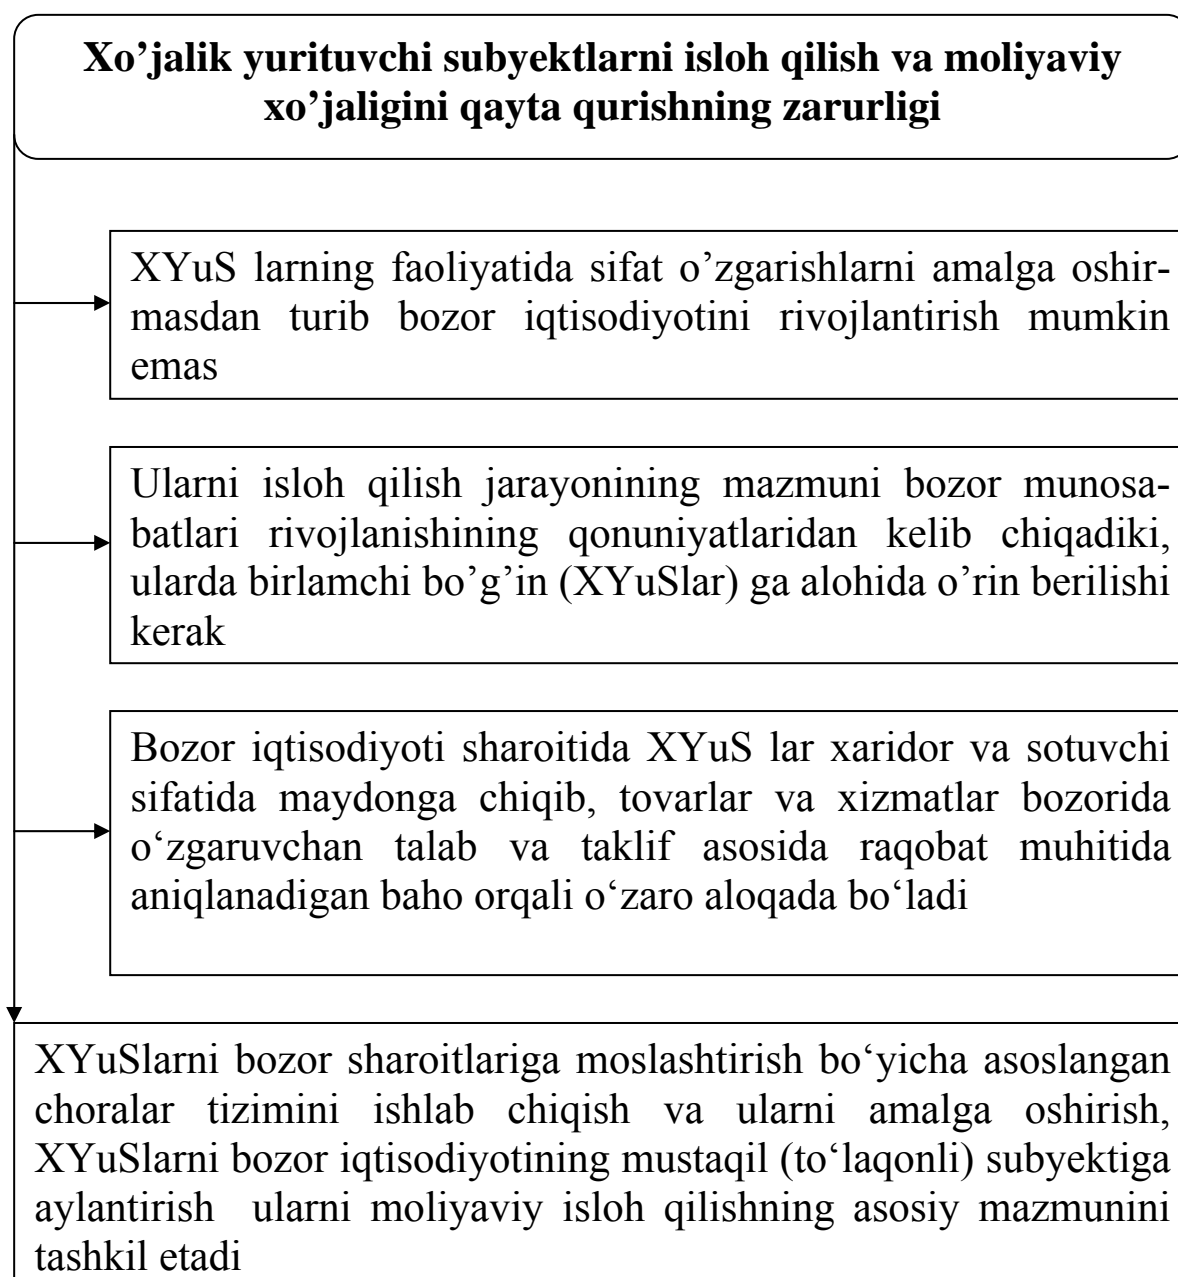 Xo’jalik yurituvchi subyektlarni isloh qilish va moliyaviy
xo’jaligini qayta qurishning zarurligi
XYuS larning faoliyatida sifat o’zgarishlarni amalga oshir-
masdan turib bozor iqtisodiyotini rivojlantirish mumkin
emas
Ularni isloh qilish jarayonining mazmuni bozor munosa-
batlari rivojlanishining qonuniyatlaridan kelib chiqadiki,
ularda birlamchi bo’g’in (XYuSlar) ga alohida o’rin berilishi
kerak
Bozor iqtisodiyoti sharoitida XYuS lar xaridor va sotuvchi
sifatida maydonga chiqib, tovarlar va xizmatlar bozorida
o‘zgaruvchan talab va taklif asosida raqobat muhitida
aniqlanadigan baho orqali o‘zaro aloqada bo‘ladi
XYuSlarni bozor sharoitlariga moslashtirish bo‘yicha asoslangan
choralar tizimini ishlab chiqish va ularni amalga oshirish,
XYuSlarni bozor iqtisodiyotining mustaqil (to‘laqonli) subyektiga
aylantirish ularni moliyaviy isloh qilishning asosiy mazmunini
tashkil etadi